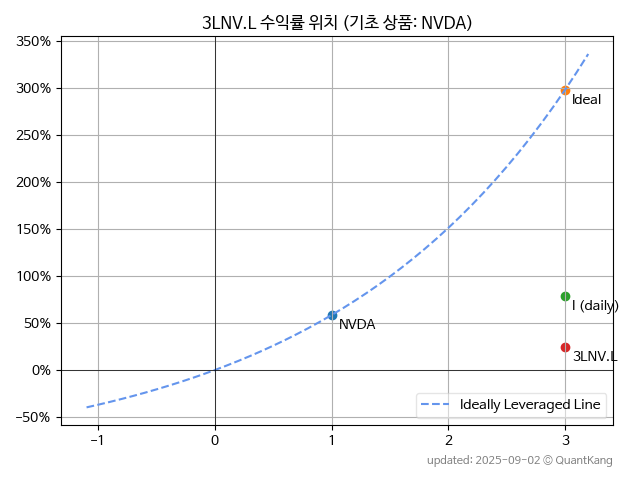 3LNV.L 수익률 위치 (기초 상품: NVDA)
350%
300%
250%
200%
150%
100%
50%
0%
−50%
Ideal
I (daily)
NVDA
3LNV.L
Ideally Leveraged Line
−1 0 1 2 3
updated: 2025-09-02 © QuantKang